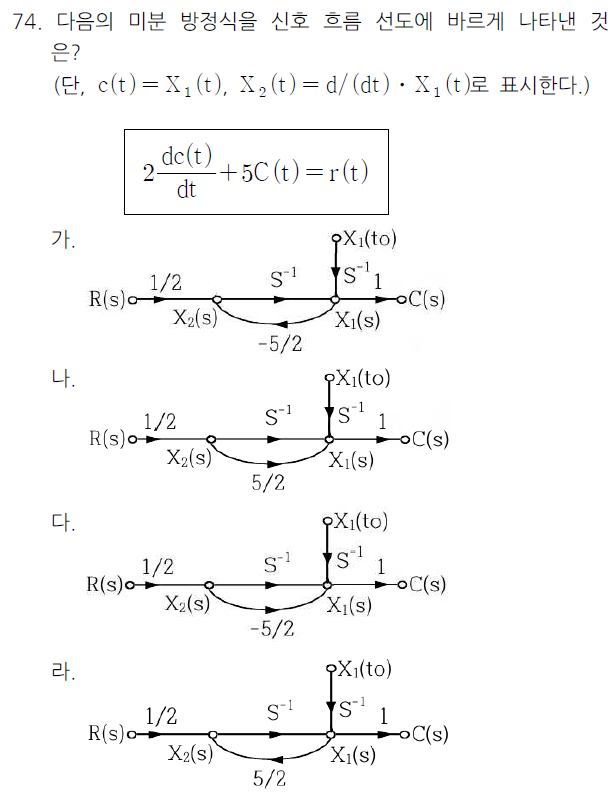 74. 다음의 미분 방정식을 신호 흐름 선도에 바르게 나타낸 것
은?
(단, c(t)=X₁(t), X₂(t)=d/(dt)·X₁(t)로 표시한다.)
2 dc(t)/dt +5C(t)=r(t)
가.
X₁(to)
1/2 S⁻¹ S⁻¹ 1
R(s) C(s)
X₂(s) X₁(s)
-5/2
나.
X₁(to)
1/2 S⁻¹ S⁻¹ 1
R(s) C(s)
X₂(s) X₁(s)
5/2
다.
X₁(to)
1/2 S⁻¹ S⁻¹ 1
R(s) C(s)
X₂(s) X₁(s)
-5/2
라.
X₁(to)
1/2 S⁻¹ S⁻¹ 1
R(s) C(s)
X₂(s) X₁(s)
5/2